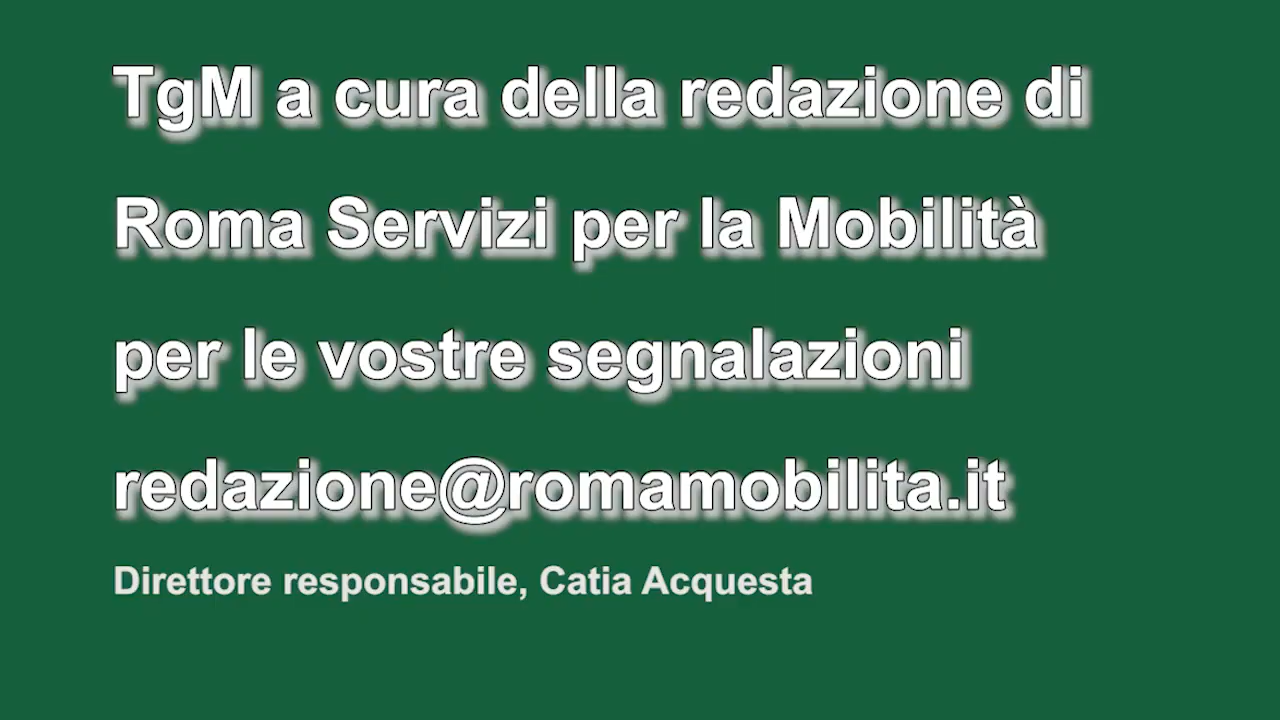 TgM a cura della redazione di
Roma Servizi per la Mobilità
per le vostre segnalazioni
redazione@romamobilita.it
Direttore responsabile, Catia Acquesta